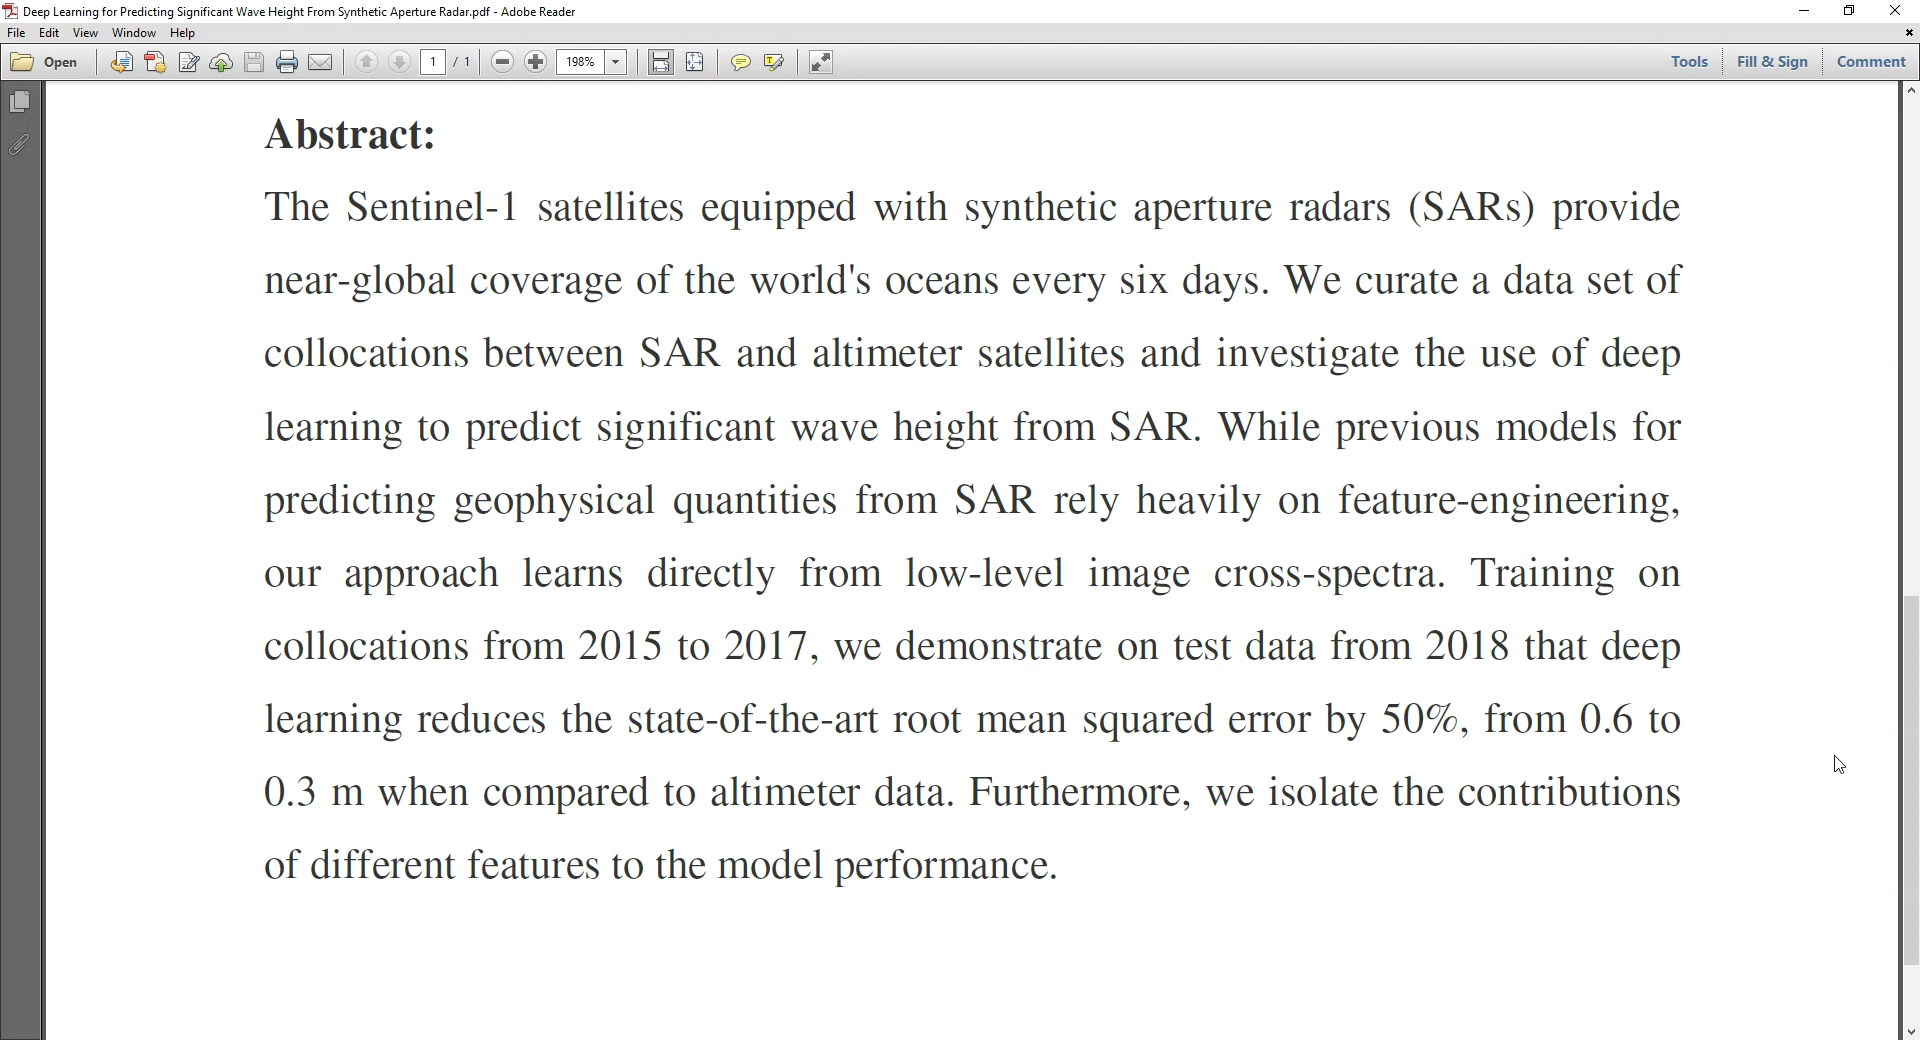 Deep Learning for Predicting Significant Wave Height From Synthetic Aperture Radar.pdf - Adobe Reader
File Edit View Window Help
Open 1 / 1 198% Tools Fill & Sign Comment
Abstract:
The Sentinel-1 satellites equipped with synthetic aperture radars (SARs) provide
near-global coverage of the world's oceans every six days. We curate a data set of
collocations between SAR and altimeter satellites and investigate the use of deep
learning to predict significant wave height from SAR. While previous models for
predicting geophysical quantities from SAR rely heavily on feature-engineering,
our approach learns directly from low-level image cross-spectra. Training on
collocations from 2015 to 2017, we demonstrate on test data from 2018 that deep
learning reduces the state-of-the-art root mean squared error by 50%, from 0.6 to
0.3 m when compared to altimeter data. Furthermore, we isolate the contributions
of different features to the model performance.